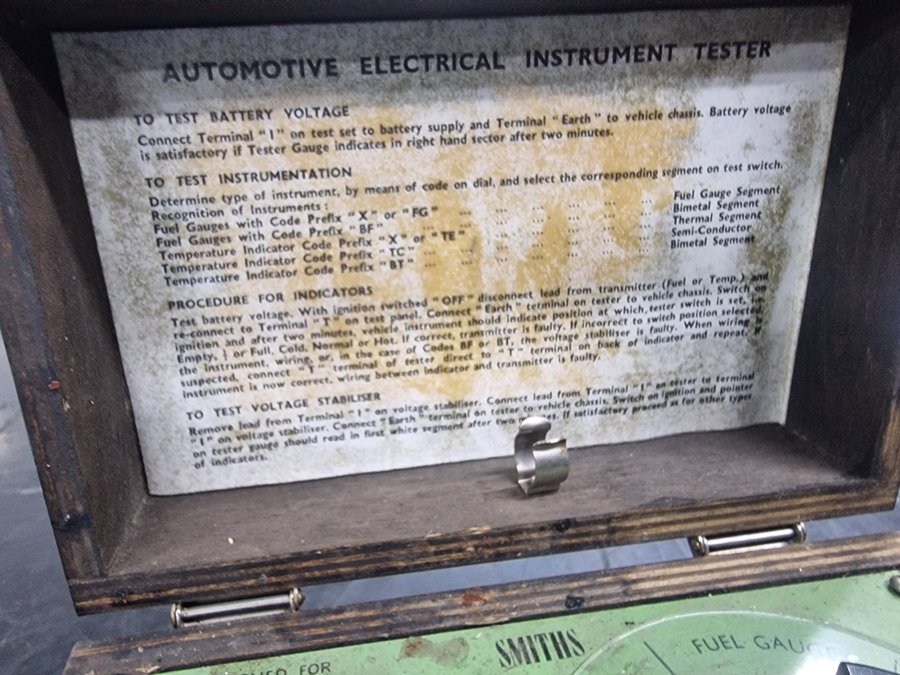 AUTOMOTIVE ELECTRICAL INSTRUMENT TESTER
TO TEST BATTERY VOLTAGE
Connect Terminal "I" on test set to battery supply and Terminal "Earth" to vehicle chassis. Battery voltage
is satisfactory if Tester Gauge indicates in right hand sector after two minutes.
TO TEST INSTRUMENTATION
Determine type of instrument, by means of code on dial, and select the corresponding segment on test switch.
Recognition of Instruments :
Fuel Gauges with Code Prefix "X" or "FG" ... ... ... ... ... Fuel Gauge Segment
Fuel Gauges with Code Prefix "BF" ... ... ... ... ... Bimetal Segment
Temperature Indicator Code Prefix "X" or "TE" ... ... ... ... Thermal Segment
Temperature Indicator Code Prefix "TC" ... ... ... ... ... Semi-Conductor
Temperature Indicator Code Prefix "BT" ... ... ... ... ... Bimetal Segment
PROCEDURE FOR INDICATORS
Test battery voltage. With ignition switched "OFF" disconnect lead from transmitter (Fuel or Temp.) and
re-connect to Terminal "T" on test panel. Connect "Earth" terminal on tester to vehicle chassis. Switch on
ignition and after two minutes, vehicle instrument should indicate position at which tester switch is set, i.e.
Empty, ½ or Full, Cold, Normal or Hot. If correct, transmitter is faulty. If incorrect to switch position selected,
the instrument, wiring, or, in the case of Codes BF or BT, the voltage stabiliser is faulty. When wiring is
suspected, connect "T" terminal of tester direct to "T" terminal on back of indicator and repeat. If
instrument is now correct, wiring between indicator and transmitter is faulty.
TO TEST VOLTAGE STABILISER
Remove lead from Terminal "I" on voltage stabiliser. Connect lead from Terminal "I" on tester to terminal
"I" on voltage stabiliser. Connect "Earth" terminal on tester to vehicle chassis. Switch on ignition and pointer
on tester gauge should read in first white segment after two If satisfactory proceed as for other types
of indicators.
FOR
SMITHS
FUEL GAUGE